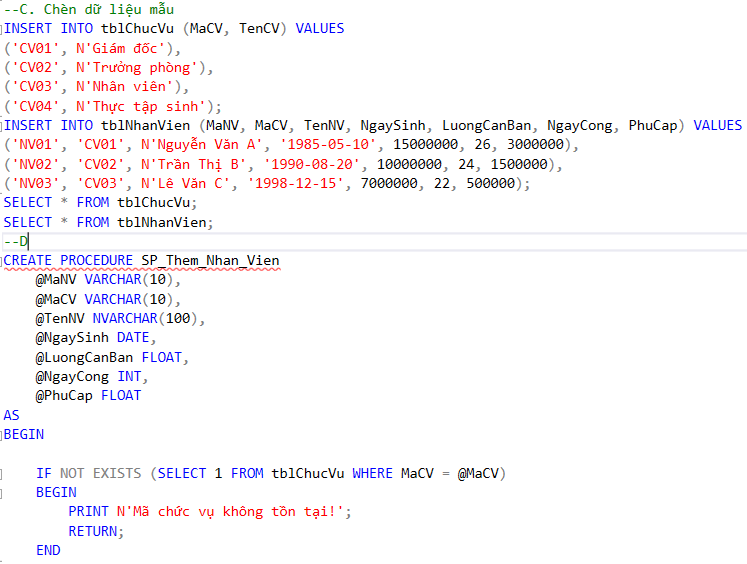 --C. Chèn dữ liệu mẫu
INSERT INTO tblChucVu (MaCV, TenCV) VALUES
('CV01', N'Giám đốc'),
('CV02', N'Trưởng phòng'),
('CV03', N'Nhân viên'),
('CV04', N'Thực tập sinh');
INSERT INTO tblNhanVien (MaNV, MaCV, TenNV, NgaySinh, LuongCanBan, NgayCong, PhuCap) VALUES
('NV01', 'CV01', N'Nguyễn Văn A', '1985-05-10', 15000000, 26, 3000000),
('NV02', 'CV02', N'Trần Thị B', '1990-08-20', 10000000, 24, 1500000),
('NV03', 'CV03', N'Lê Văn C', '1998-12-15', 7000000, 22, 500000);
SELECT * FROM tblChucVu;
SELECT * FROM tblNhanVien;
--D
CREATE PROCEDURE SP_Them_Nhan_Vien
    @MaNV VARCHAR(10),
    @MaCV VARCHAR(10),
    @TenNV NVARCHAR(100),
    @NgaySinh DATE,
    @LuongCanBan FLOAT,
    @NgayCong INT,
    @PhuCap FLOAT
AS
BEGIN
    IF NOT EXISTS (SELECT 1 FROM tblChucVu WHERE MaCV = @MaCV)
    BEGIN
        PRINT N'Mã chức vụ không tồn tại!';
        RETURN;
    END